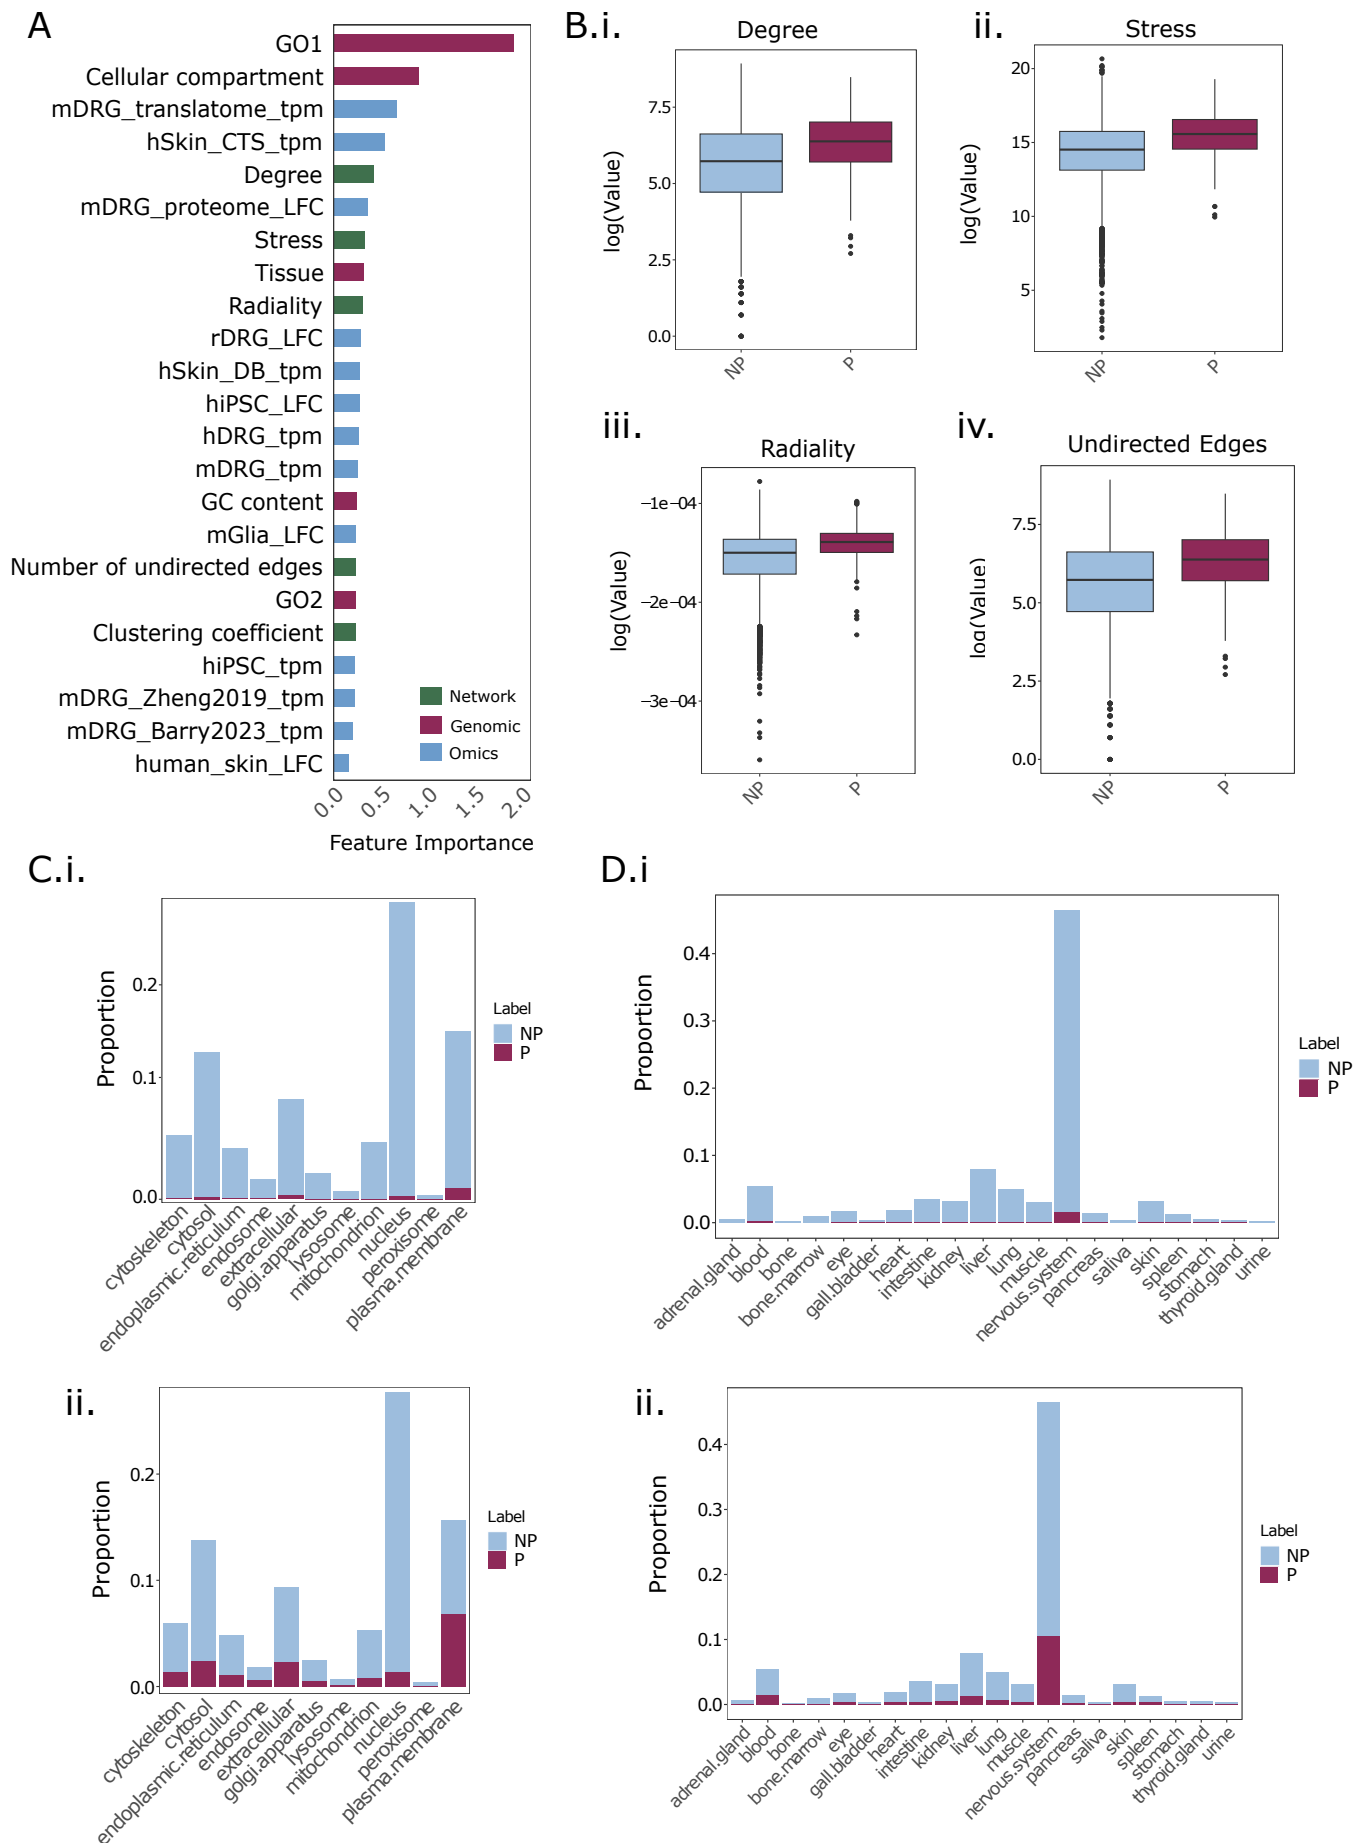 A
GO1
Cellular compartment
mDRG_translatome_tpm
hSkin_CTS_tpm
Degree
mDRG_proteome_LFC
Stress
Tissue
Radiality
rDRG_LFC
hSkin_DB_tpm
hiPSC_LFC
hDRG_tpm
mDRG_tpm
GC content
mGlia_LFC
Number of undirected edges
GO2
Clustering coefficient
hiPSC_tpm
mDRG_Zheng2019_tpm
mDRG_Barry2023_tpm
human_skin_LFC
Network
Genomic
Omics
0.0
0.5
1.0
1.5
2.0
Feature Importance
B.i.
Degree
log(Value)
7.5
5.0
2.5
0.0
NP
P
ii.
Stress
log(Value)
20
15
10
5
NP
P
iii.
Radiality
log(Value)
−1e−04
−2e−04
−3e−04
NP
P
iv.
Undirected Edges
log(Value)
7.5
5.0
2.5
0.0
NP
P
C.i.
Proportion
0.2
0.1
0.0
cytoskeleton
cytosol
endoplasmic.reticulum
endosome
extracellular
golgi.apparatus
lysosome
mitochondrion
nucleus
peroxisome
plasma.membrane
Label
NP
P
D.i
Proportion
0.4
0.3
0.2
0.1
0.0
adrenal.gland
blood
bone
bone.marrow
eye
gall.bladder
heart
intestine
kidney
liver
lung
muscle
nervous.system
pancreas
saliva
skin
spleen
stomach
thyroid.gland
urine
Label
NP
P
ii.
Proportion
0.2
0.1
0.0
cytoskeleton
cytosol
endoplasmic.reticulum
endosome
extracellular
golgi.apparatus
lysosome
mitochondrion
nucleus
peroxisome
plasma.membrane
Label
NP
P
ii.
Proportion
0.4
0.3
0.2
0.1
0.0
adrenal.gland
blood
bone
bone.marrow
eye
gall.bladder
heart
intestine
kidney
liver
lung
muscle
nervous.system
pancreas
saliva
skin
spleen
stomach
thyroid.gland
urine
Label
NP
P